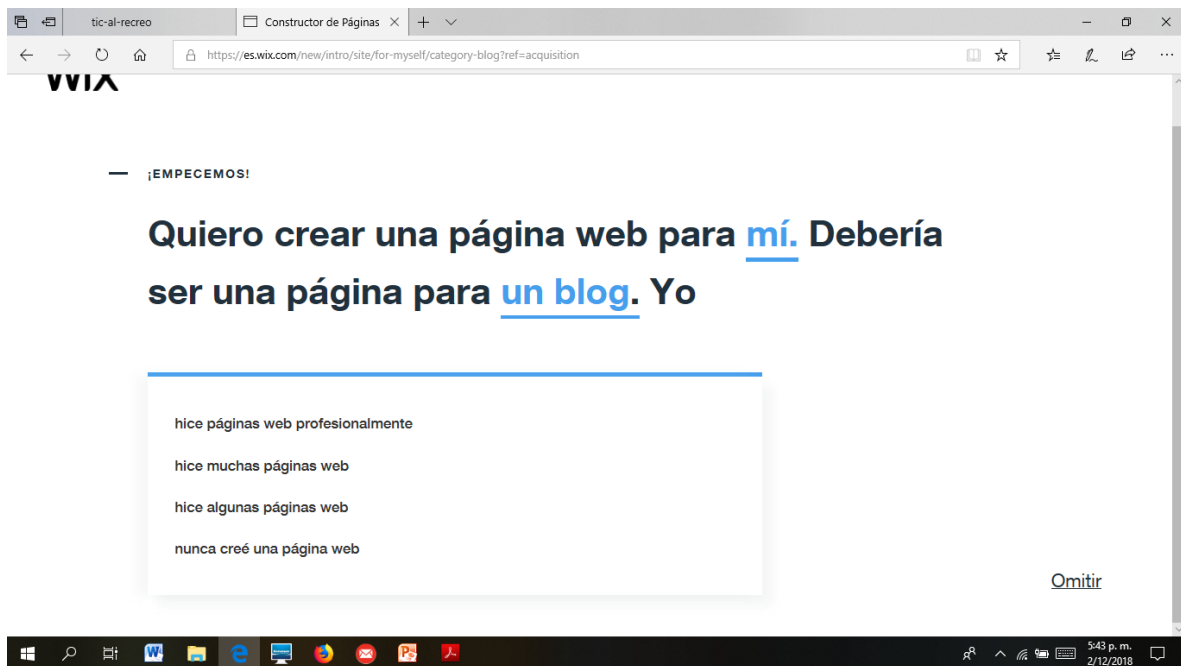 tic-al-recreo
Constructor de Páginas
https://es.wix.com/new/intro/site/for-myself/category-blog?ref=acquisition
WIX
¡EMPECEMOS!
Quiero crear una página web para mí. Debería
ser una página para un blog. Yo
hice páginas web profesionalmente
hice muchas páginas web
hice algunas páginas web
nunca creé una página web
Omitir
5:43 p. m.
2/12/2018